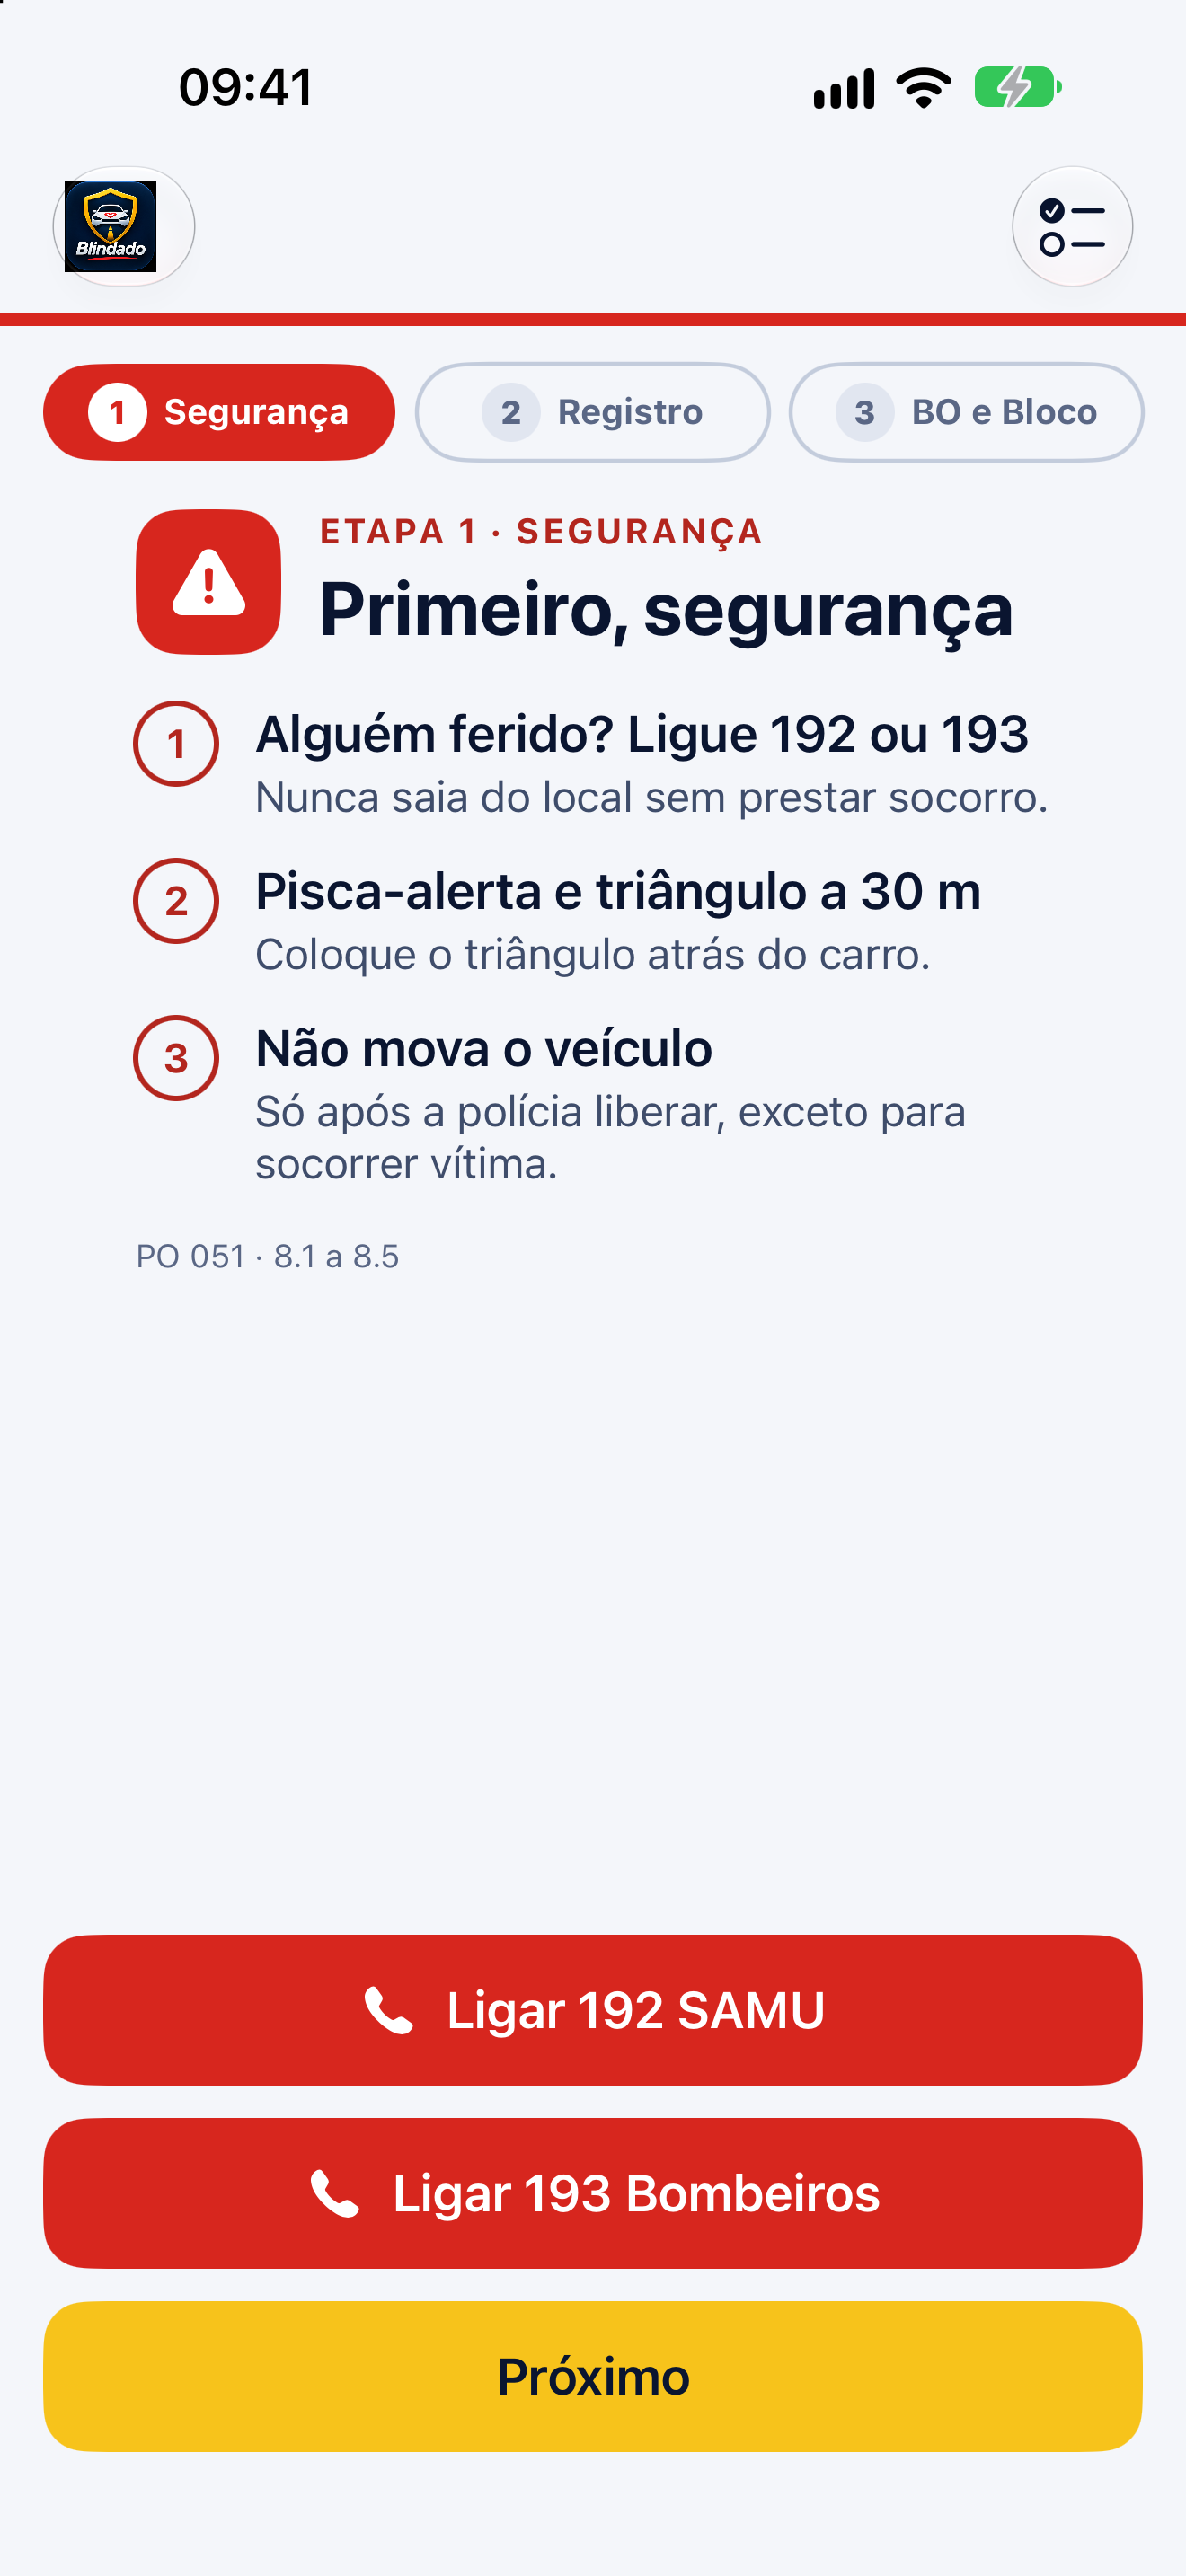 09:41
Blindado
1 Segurança
2 Registro
3 BO e Bloco
ETAPA 1 · SEGURANÇA
Primeiro, segurança
1 Alguém ferido? Ligue 192 ou 193
Nunca saia do local sem prestar socorro.
2 Pisca-alerta e triângulo a 30 m
Coloque o triângulo atrás do carro.
3 Não mova o veículo
Só após a polícia liberar, exceto para
socorrer vítima.
PO 051 · 8.1 a 8.5
Ligar 192 SAMU
Ligar 193 Bombeiros
Próximo